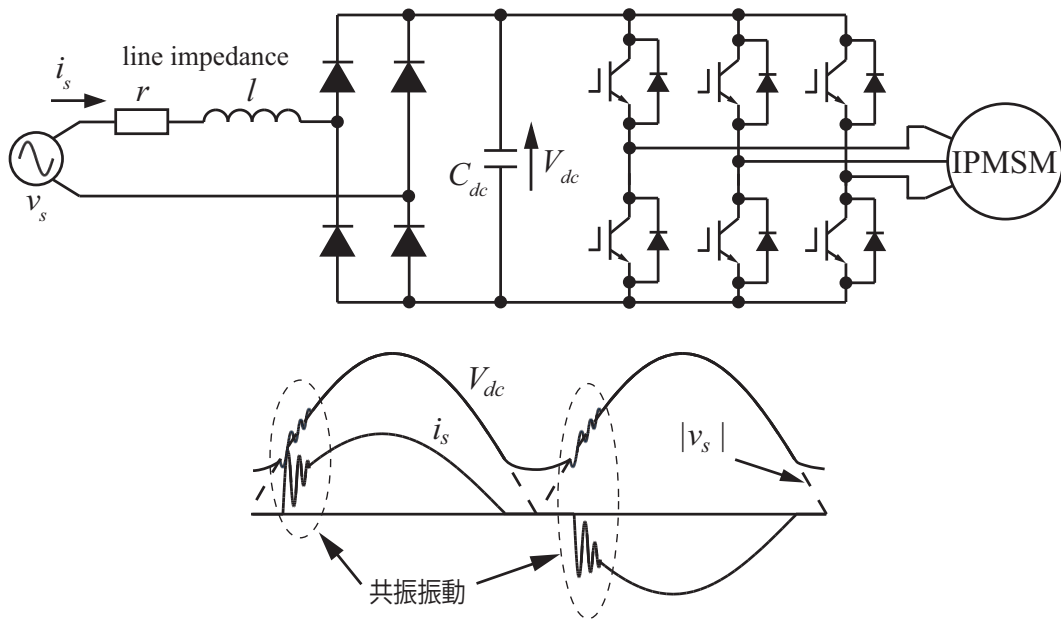 line impedance
i_s
r
l
v_s
C_dc
V_dc
IPMSM
V_dc
i_s
|v_s|
共振振動